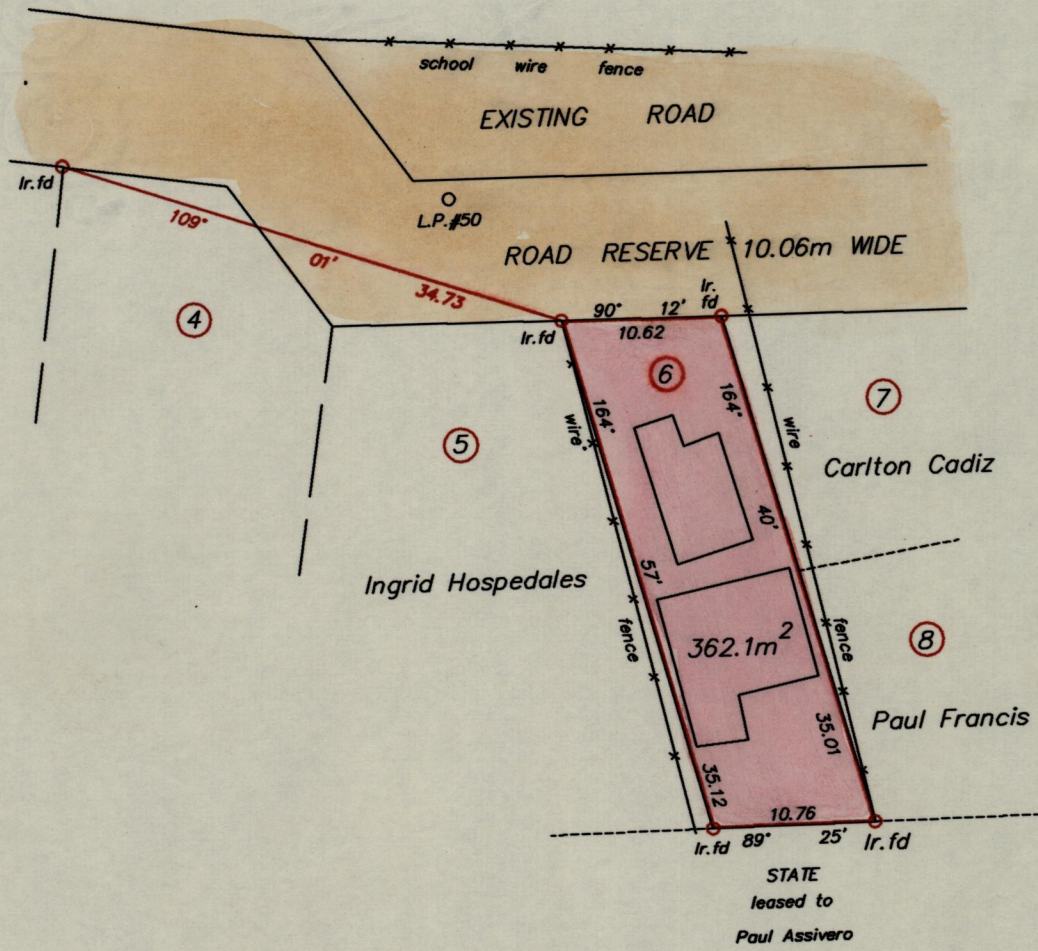 school wire fence
EXISTING ROAD
Ir.fd
L.P.#50
109°
01'
34.73
ROAD RESERVE 10.06m WIDE
Ir.
fd
4
Ir.fd
90° 12'
10.62
6
7
164°
164°
wire
wire
5
Carlton Cadiz
40'
57'
Ingrid Hospedales
fence
fence
362.1m²
8
Paul Francis
35.01
35.12
10.76
Ir.fd 89° 25' Ir.fd
STATE
leased to
Paul Assivero